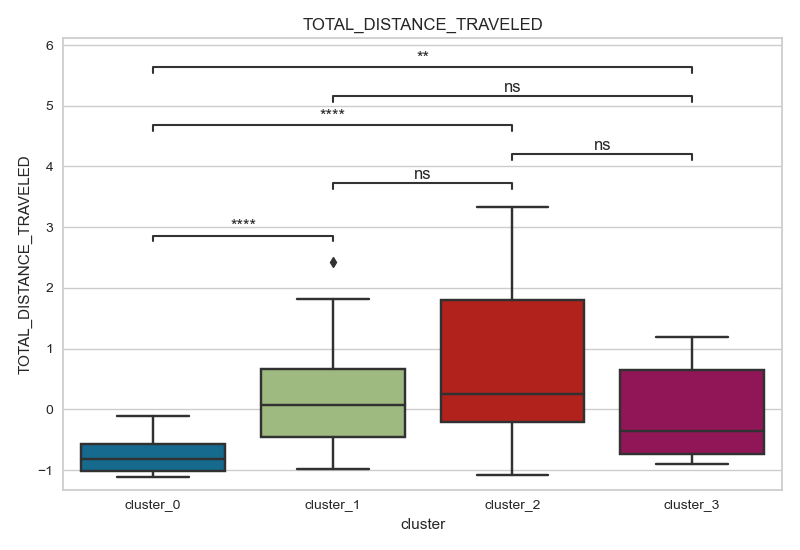 TOTAL_DISTANCE_TRAVELED
6
**
ns
5
****
ns
4
ns
3
****
2
1
0
−1
TOTAL_DISTANCE_TRAVELED
cluster_0 cluster_1 cluster_2 cluster_3
cluster